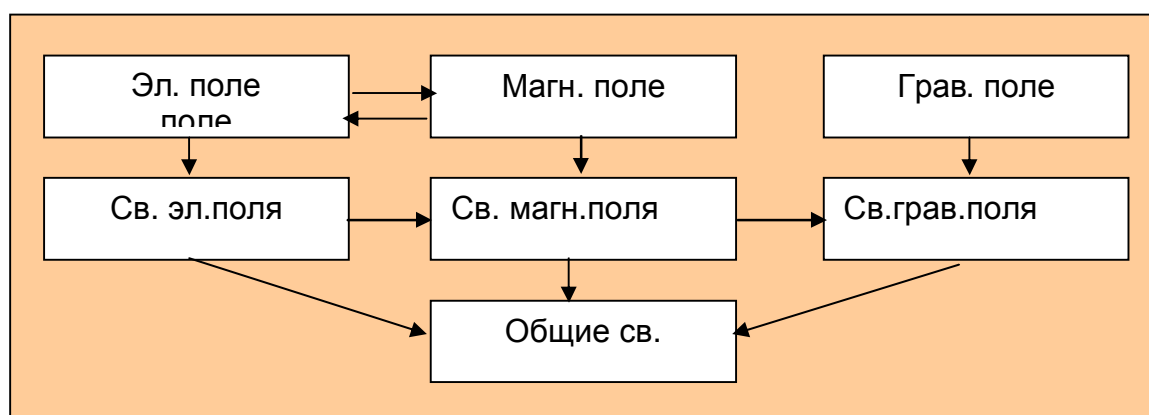 Эл. поле
поле
Магн. поле
Грав. поле
Св. эл.поля
Св. магн.поля
Св.грав.поля
Общие св.